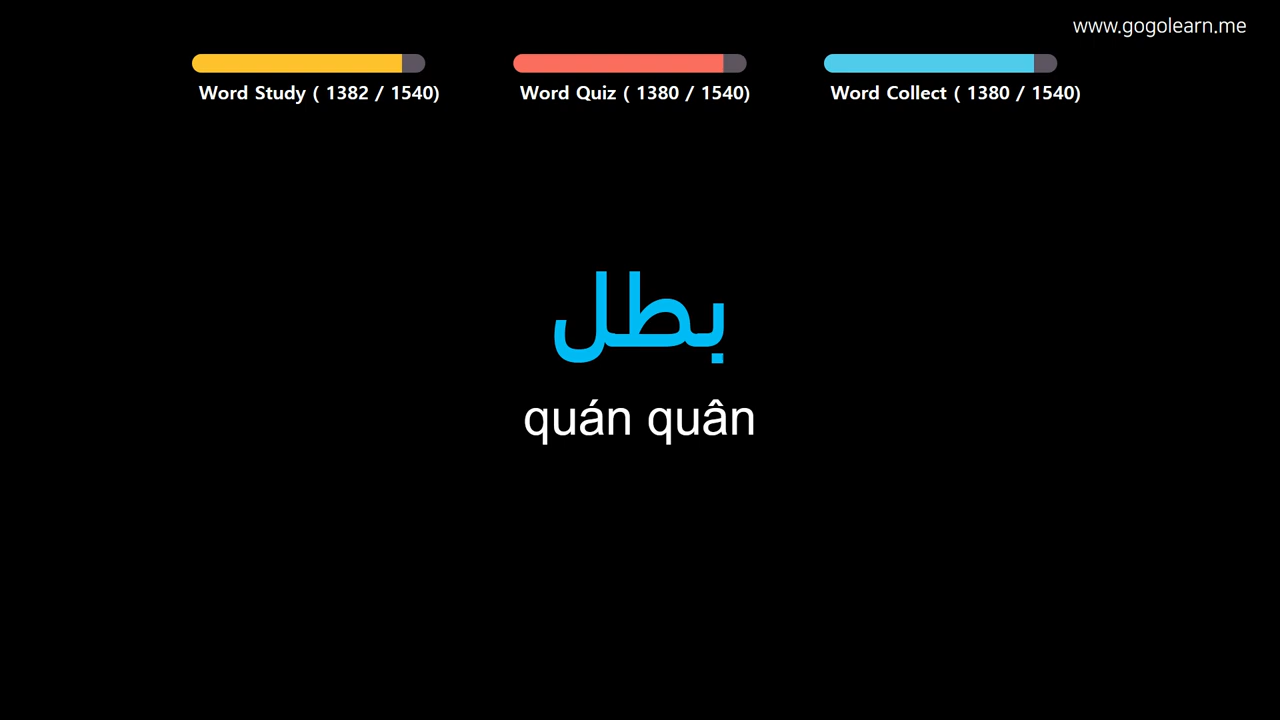 www.gogolearn.me
Word Study ( 1382 / 1540)
Word Quiz ( 1380 / 1540)
Word Collect ( 1380 / 1540)
بطل
quán quân